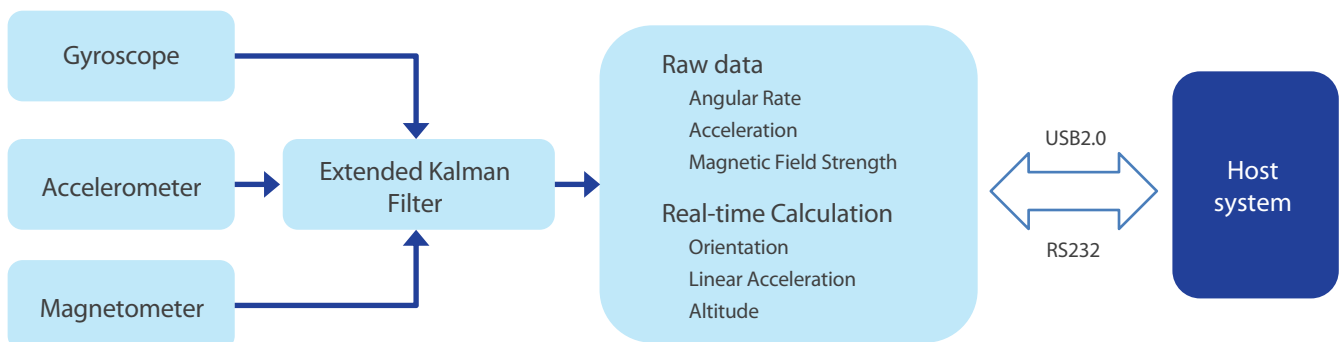 Gyroscope
Accelerometer
Magnetometer
Extended Kalman
Filter
Raw data
Angular Rate
Acceleration
Magnetic Field Strength
Real-time Calculation
Orientation
Linear Acceleration
Altitude
USB2.0
RS232
Host
system